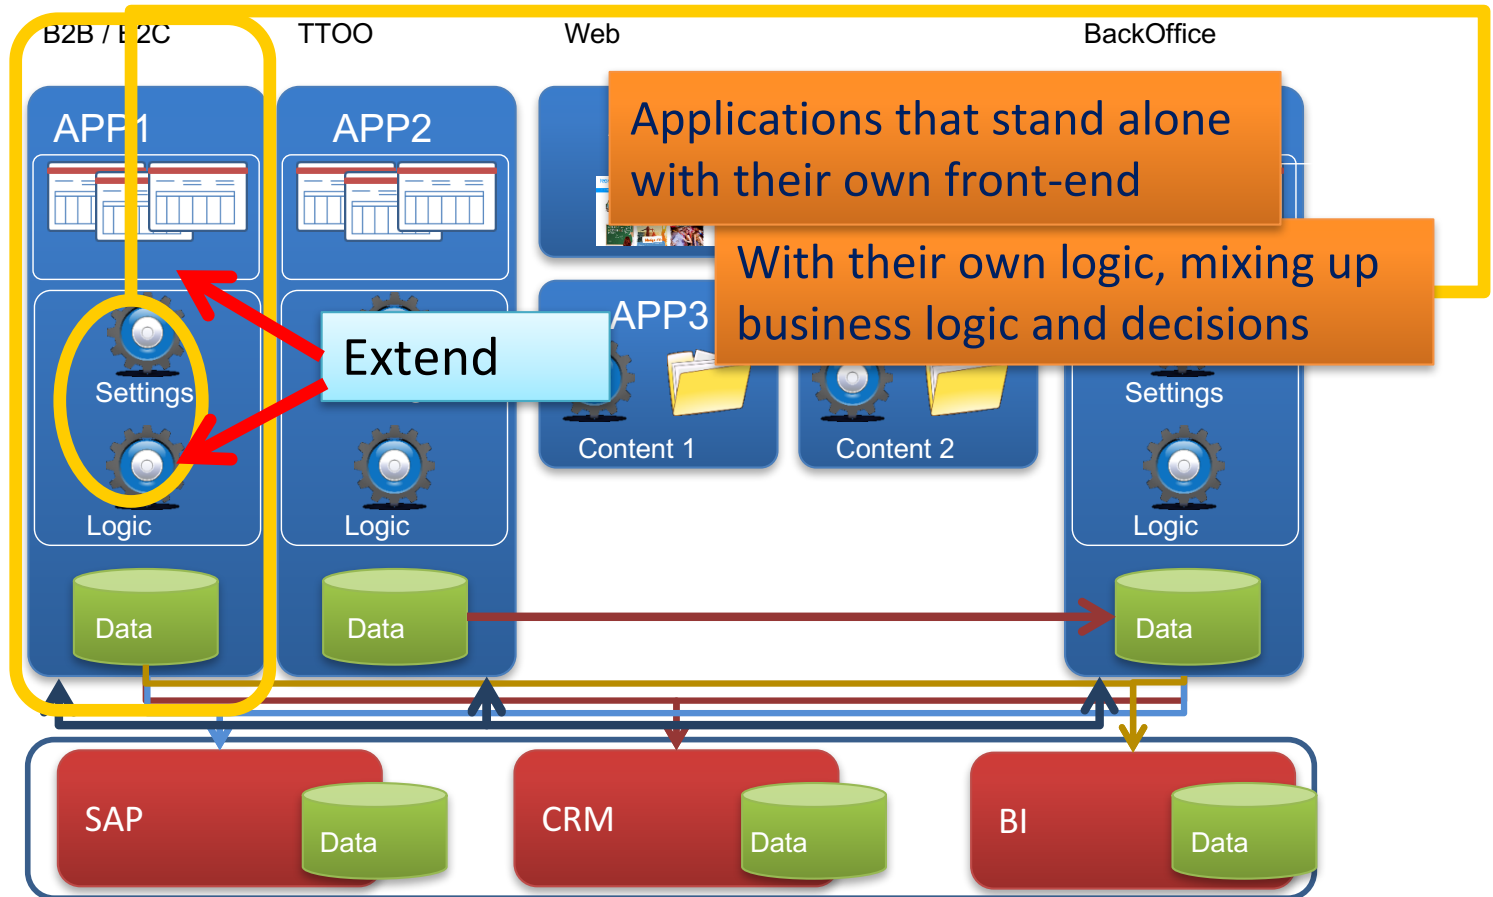 B2B / B2C
TTOO
Web
BackOffice
APP1
APP2
Applications that stand alone
with their own front-end
With their own logic, mixing up
business logic and decisions
APP3
Extend
Settings
Settings
Content 1
Content 2
Logic
Logic
Logic
Data
Data
Data
SAP
Data
CRM
Data
BI
Data